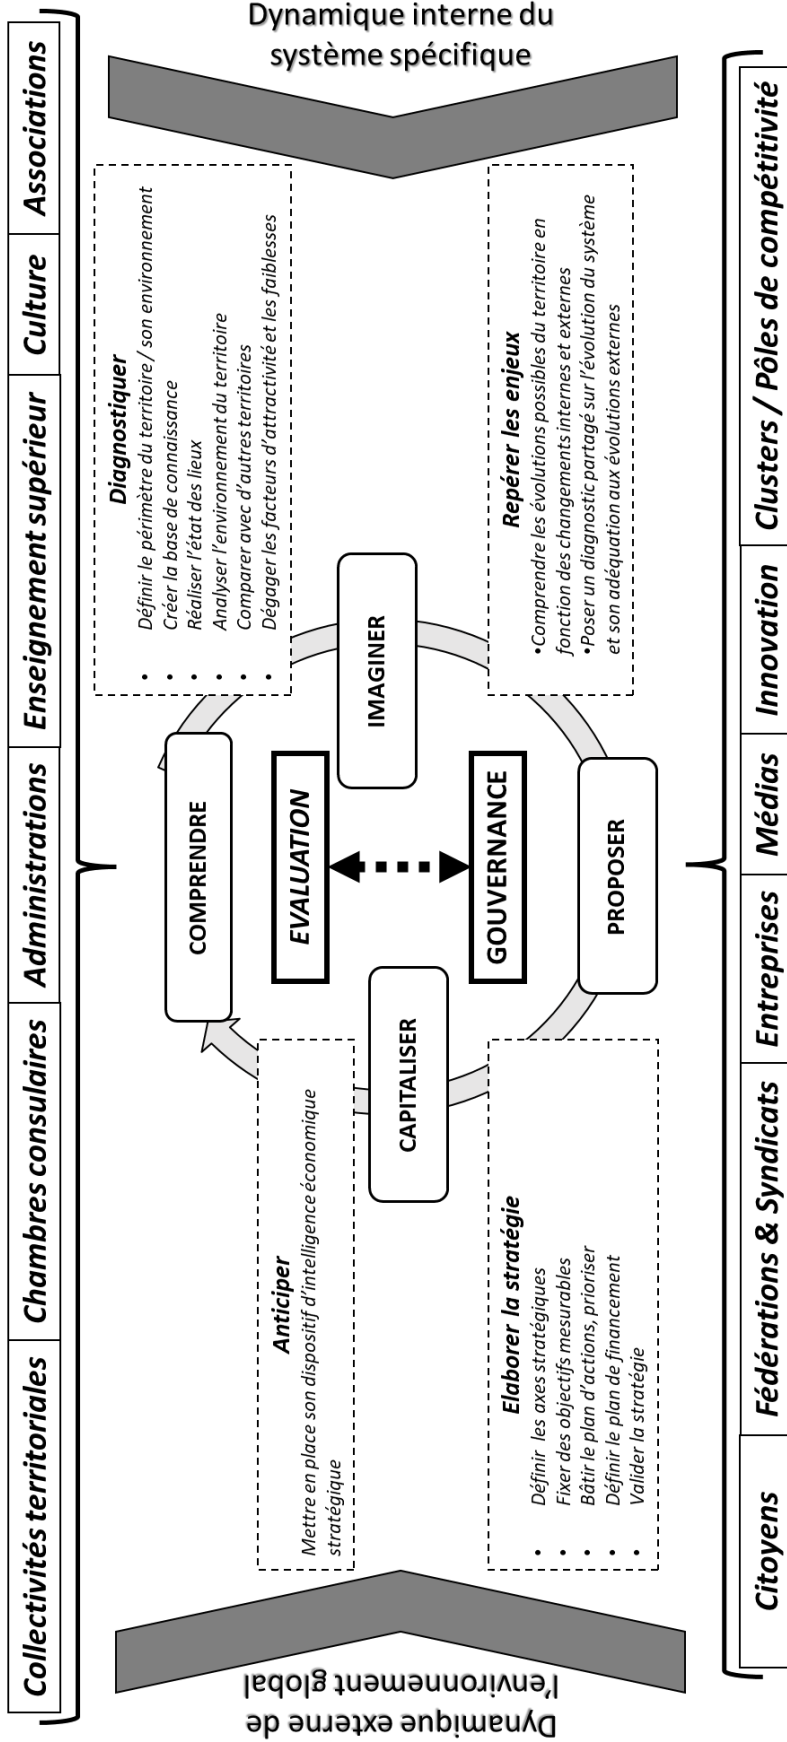 Collectivités territoriales
Chambres consulaires
Administrations
Enseignement supérieur
Culture
Associations
Dynamique externe de
l'environnement global
Dynamique interne du
système spécifique
Anticiper
Mettre en place son dispositif d'intelligence économique
stratégique
Diagnostiquer
• Définir le périmètre du territoire / son environnement
• Créer la base de connaissance
• Réaliser l'état des lieux
• Analyser l'environnement du territoire
• Comparer avec d'autres territoires
• Dégager les facteurs d'attractivité et les faiblesses
COMPRENDRE
EVALUATION
CAPITALISER
IMAGINER
GOUVERNANCE
PROPOSER
Elaborer la stratégie
• Définir les axes stratégiques
• Fixer des objectifs mesurables
• Bâtir le plan d'actions, prioriser
• Définir le plan de financement
• Valider la stratégie
Repérer les enjeux
•Comprendre les évolutions possibles du territoire en
fonction des changements internes et externes
•Poser un diagnostic partagé sur l'évolution du système
et son adéquation aux évolutions externes
Citoyens
Fédérations & Syndicats
Entreprises
Médias
Innovation
Clusters / Pôles de compétitivité